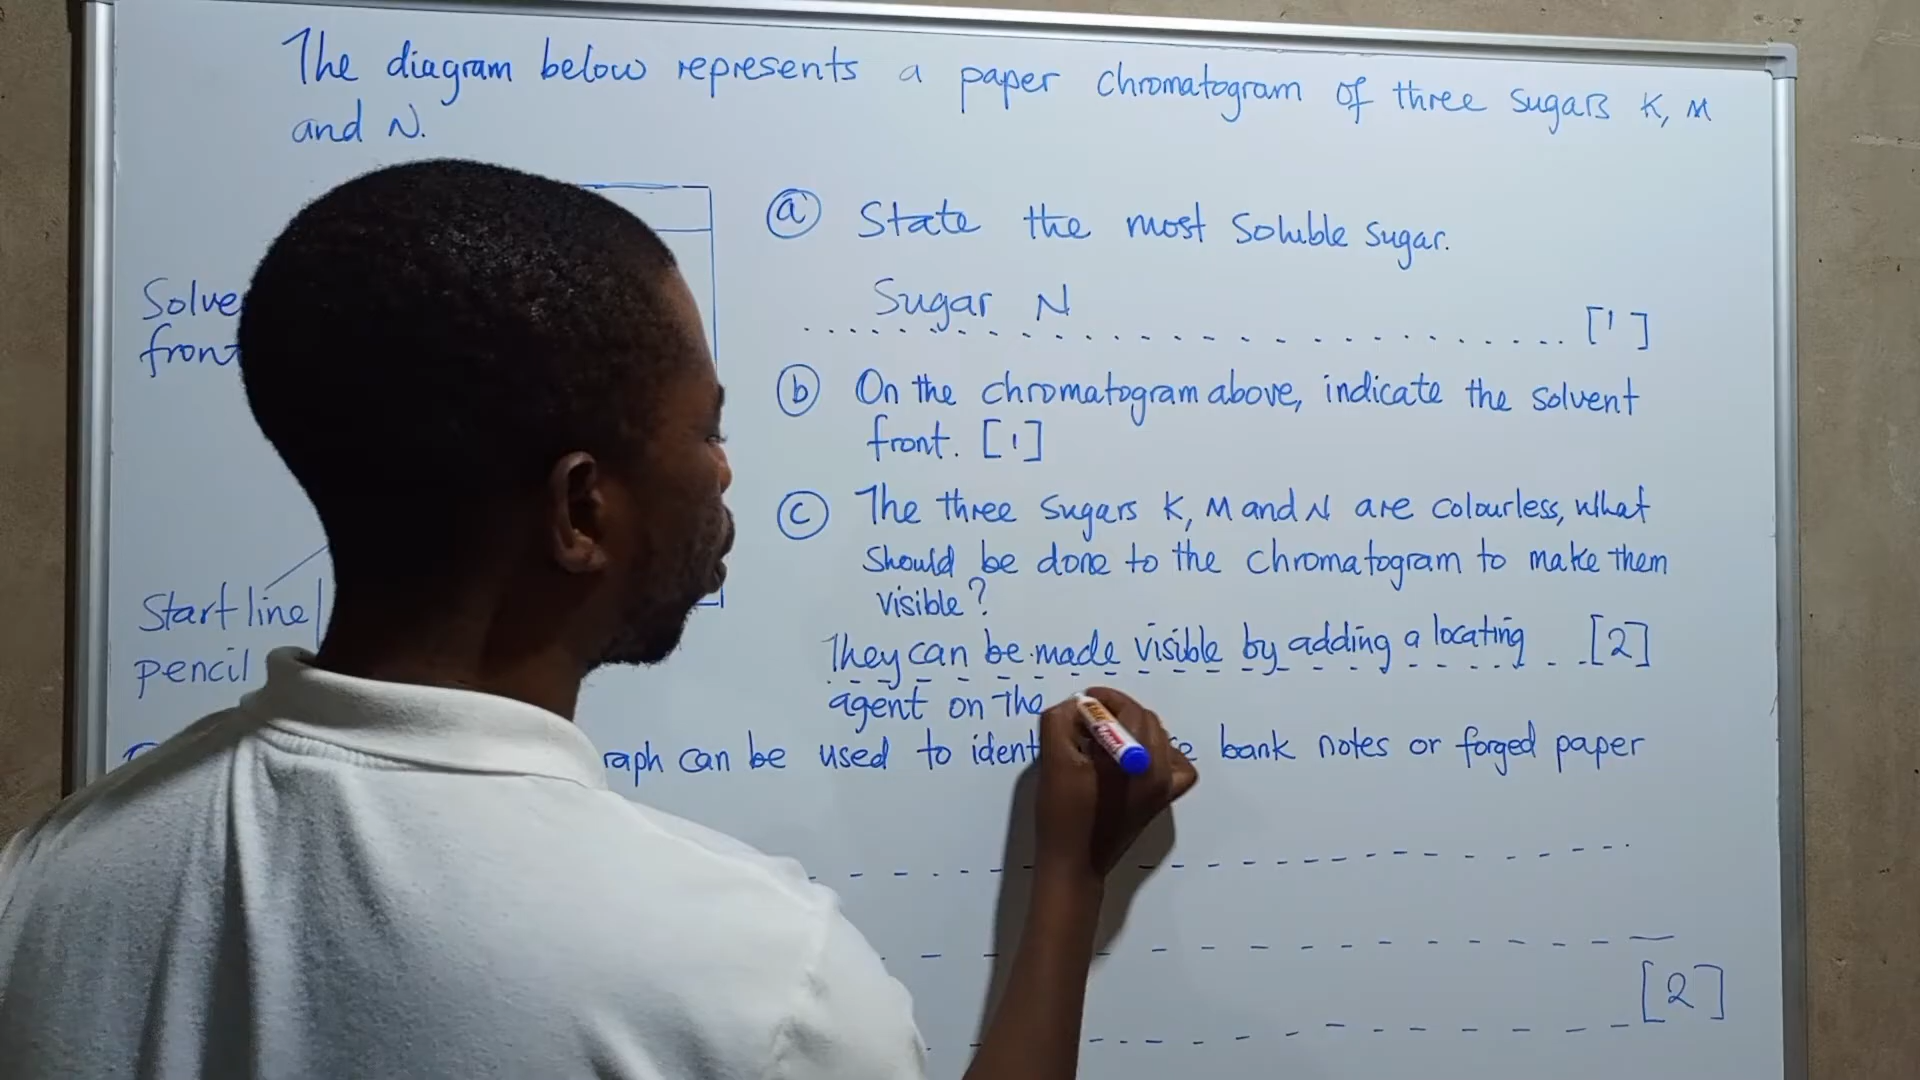 The diagram below represents a paper chromatogram of three sugars K, M
and N.
Solve
front
Start line
pencil
(a) State the most soluble sugar.
Sugar N
[1]
(b) On the chromatogram above, indicate the solvent
front. [1]
(c) The three sugars K, M and N are colourless, what
should be done to the chromatogram to make them
visible?
They can be made visible by adding a locating [2]
agent on the
raph can be used to ident bank notes or forged paper
[2]